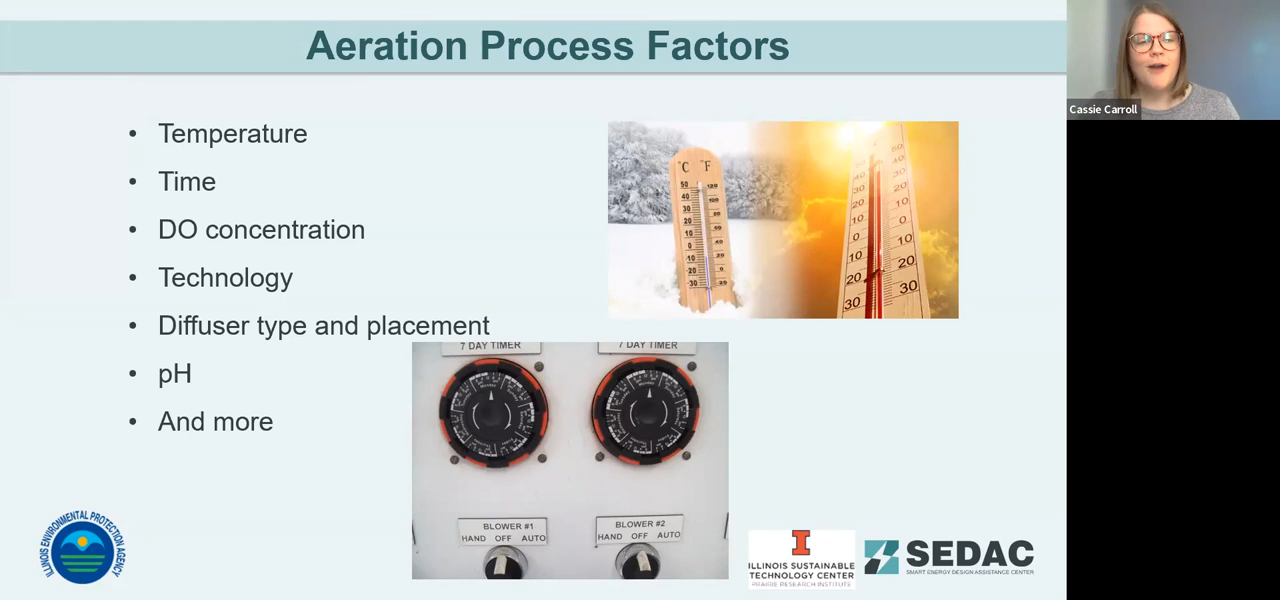 Aeration Process Factors
Cassie Carroll
• Temperature
• Time
• DO concentration
• Technology
• Diffuser type and placement
• pH
• And more
°C °F
7 DAY TIMER
7 DAY TIMER
BLOWER #1
HAND OFF AUTO
BLOWER #2
HAND OFF AUTO
ILLINOIS ENVIRONMENTAL PROTECTION AGENCY
I
ILLINOIS SUSTAINABLE
TECHNOLOGY CENTER
PRAIRIE RESEARCH INSTITUTE
SEDAC
SMART ENERGY DESIGN ASSISTANCE CENTER